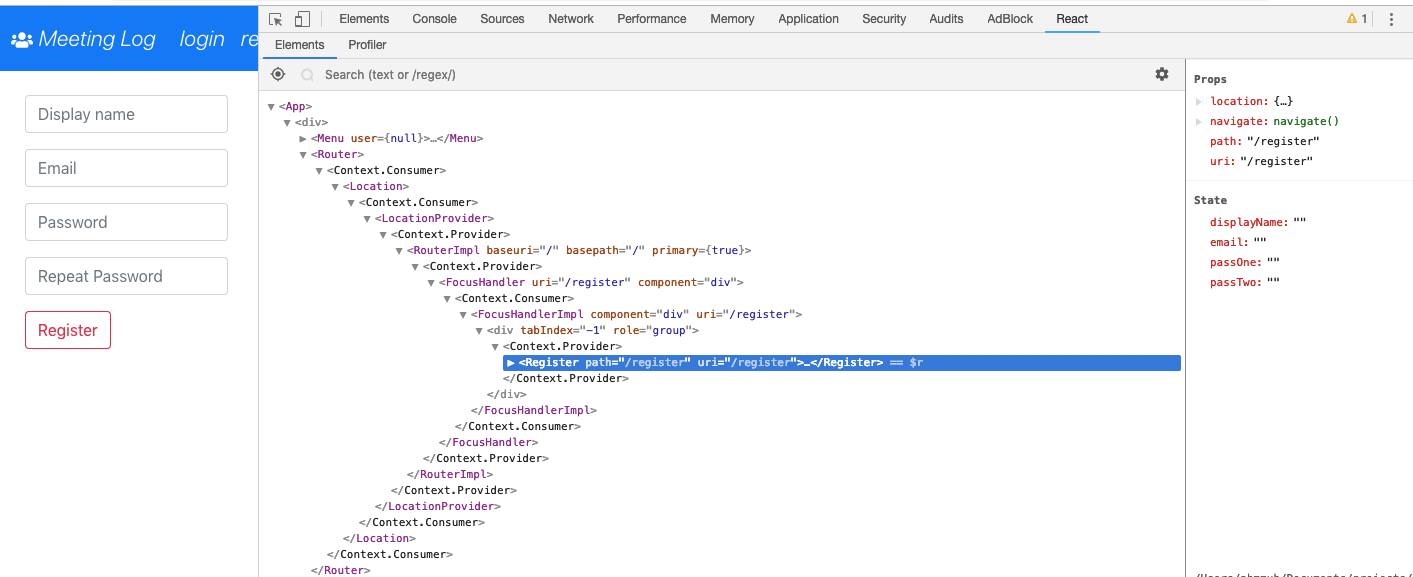 Meeting Log login re
Display name
Email
Password
Repeat Password
Register
Elements Console Sources Network Performance Memory Application Security Audits AdBlock React 1
Elements Profiler
Search (text or /regex/)
<App>
<div>
<Menu user={null}>…</Menu>
<Router>
<Context.Consumer>
<Location>
<Context.Consumer>
<LocationProvider>
<Context.Provider>
<RouterImpl baseuri="/" basepath="/" primary={true}>
<Context.Provider>
<FocusHandler uri="/register" component="div">
<Context.Consumer>
<FocusHandlerImpl component="div" uri="/register">
<div tabIndex="-1" role="group">
<Context.Provider>
<Register path="/register" uri="/register">…</Register> == $r
</Context.Provider>
</div>
</FocusHandlerImpl>
</Context.Consumer>
</FocusHandler>
</Context.Provider>
</RouterImpl>
</Context.Provider>
</LocationProvider>
</Context.Consumer>
</Location>
</Context.Consumer>
</Router>
Props
location: {…}
navigate: navigate()
path: "/register"
uri: "/register"
State
displayName: ""
email: ""
passOne: ""
passTwo: ""